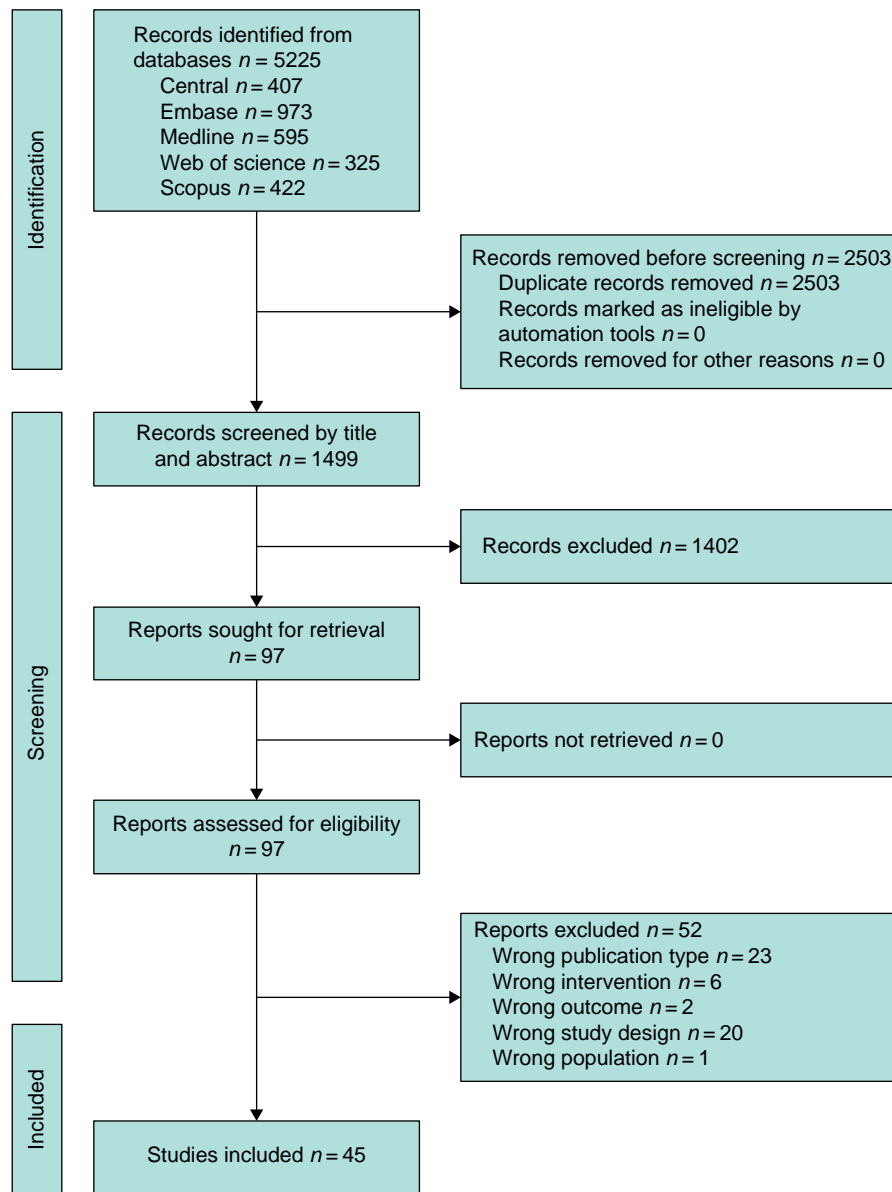 Identification
Records identified from
databases n = 5225
Central n = 407
Embase n = 973
Medline n = 595
Web of science n = 325
Scopus n = 422
Records removed before screening n = 2503
Duplicate records removed n = 2503
Records marked as ineligible by
automation tools n = 0
Records removed for other reasons n = 0
Screening
Records screened by title
and abstract n = 1499
Records excluded n = 1402
Reports sought for retrieval
n = 97
Reports not retrieved n = 0
Reports assessed for eligibility
n = 97
Reports excluded n = 52
Wrong publication type n = 23
Wrong intervention n = 6
Wrong outcome n = 2
Wrong study design n = 20
Wrong population n = 1
Included
Studies included n = 45